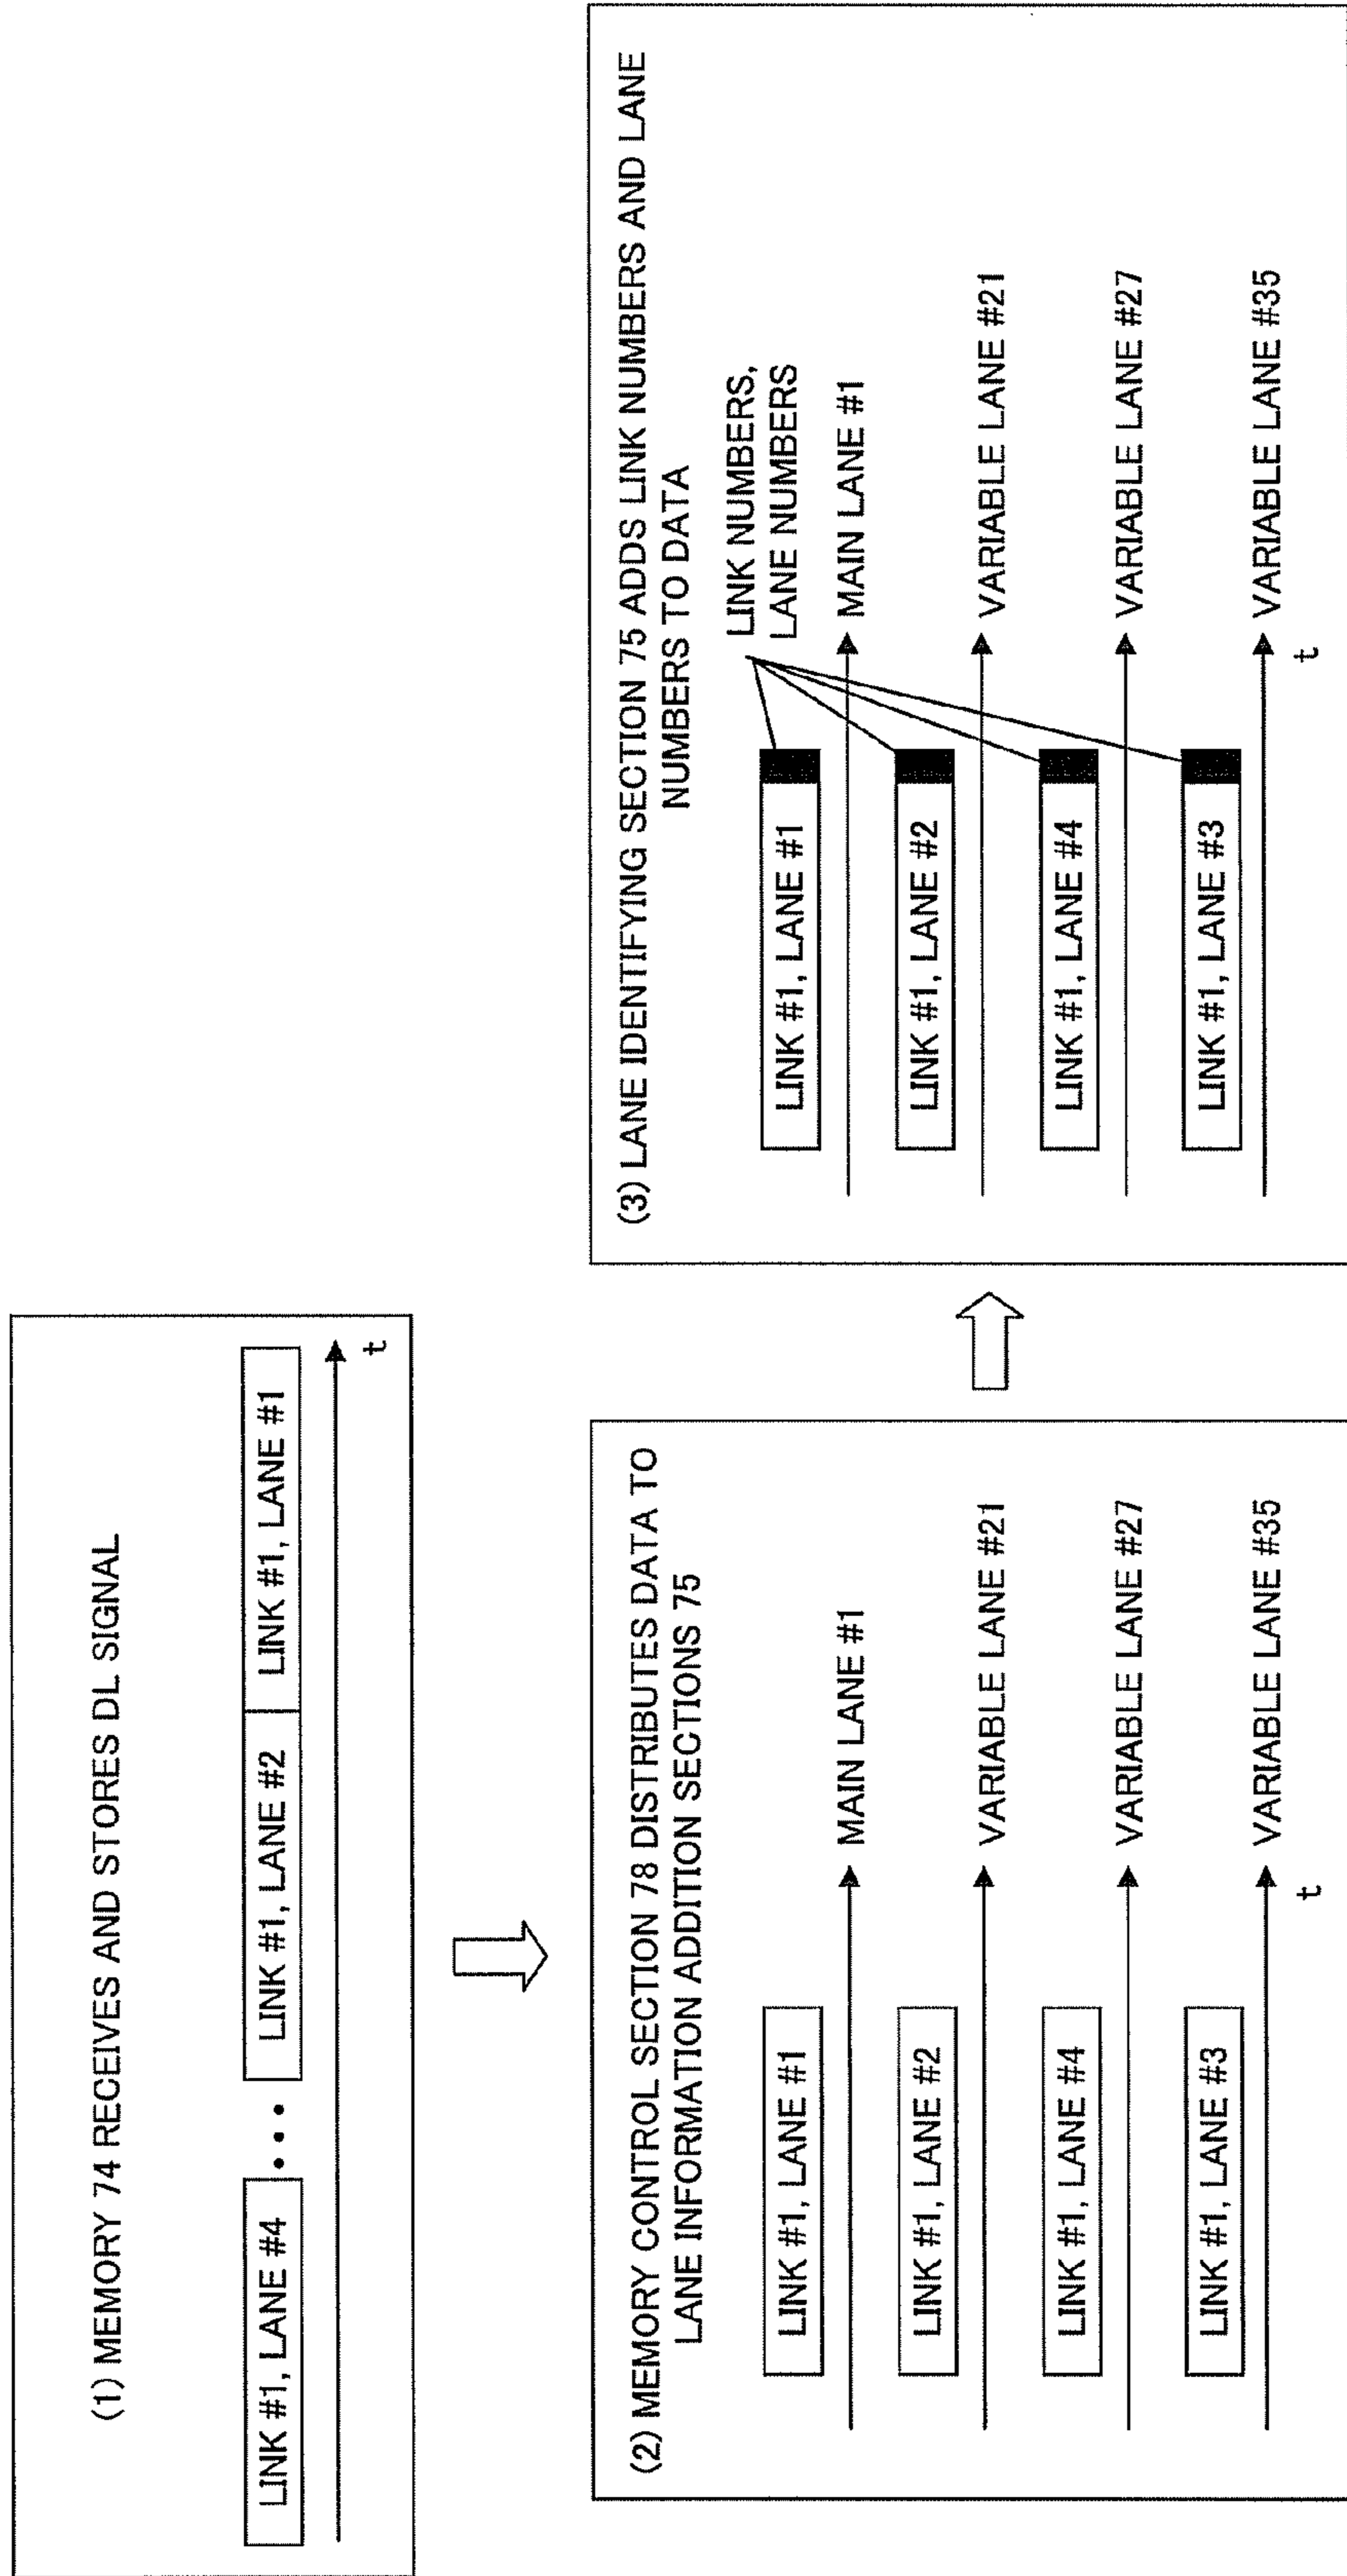 (1) MEMORY 74 RECEIVES AND STORES DL SIGNAL
LINK #1, LANE #4
• • •
LINK #1, LANE #2
LINK #1, LANE #1
t
(2) MEMORY CONTROL SECTION 78 DISTRIBUTES DATA TO
LANE INFORMATION ADDITION SECTIONS 75
LINK #1, LANE #1
MAIN LANE #1
LINK #1, LANE #2
VARIABLE LANE #21
LINK #1, LANE #4
VARIABLE LANE #27
LINK #1, LANE #3
VARIABLE LANE #35
t
(3) LANE IDENTIFYING SECTION 75 ADDS LINK NUMBERS AND LANE
NUMBERS TO DATA
LINK NUMBERS,
LANE NUMBERS
LINK #1, LANE #1
MAIN LANE #1
LINK #1, LANE #2
VARIABLE LANE #21
LINK #1, LANE #4
VARIABLE LANE #27
LINK #1, LANE #3
VARIABLE LANE #35
t